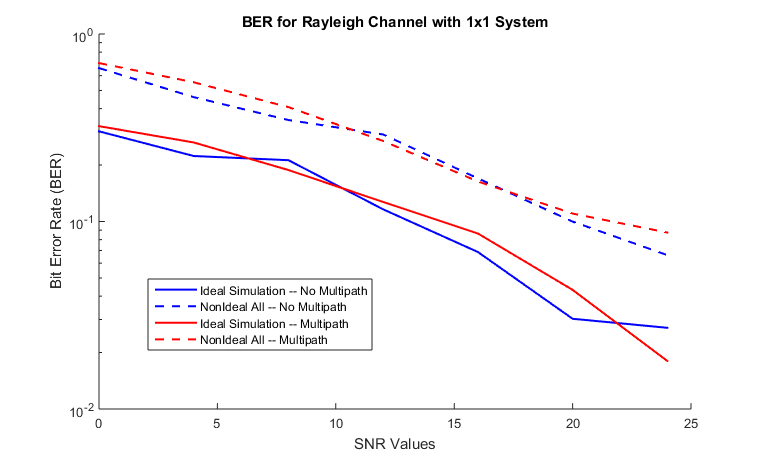 BER for Rayleigh Channel with 1x1 System
10^0
10^-1
10^-2
Bit Error Rate (BER)
Ideal Simulation -- No Multipath
NonIdeal All -- No Multipath
Ideal Simulation -- Multipath
NonIdeal All -- Multipath
0 5 10 15 20 25
SNR Values